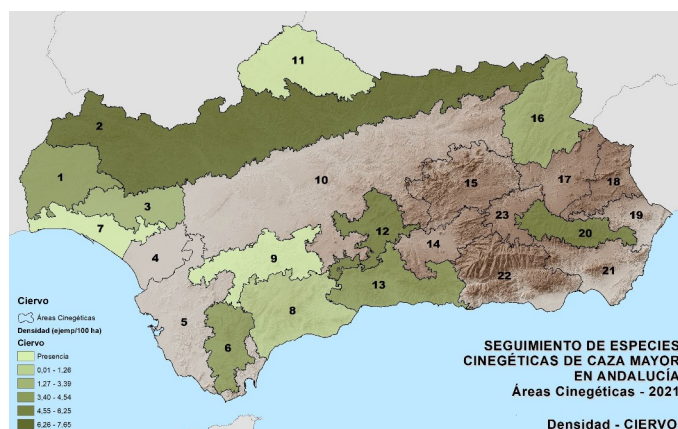 11
2
16
1
10
15
17
18
3
7
12
23
19
4
9
14
20
13
22
21
5
8
6
Ciervo
Áreas Cinegéticas
Densidad (ejemp/100 ha)
Ciervo
Presencia
0,01 - 1,26
1,27 - 3,39
3,40 - 4,54
4,55 - 6,25
6,26 - 7,65
SEGUIMIENTO DE ESPECIES
CINEGÉTICAS DE CAZA MAYOR
EN ANDALUCÍA
Áreas Cinegéticas - 2021
Densidad - CIERVO